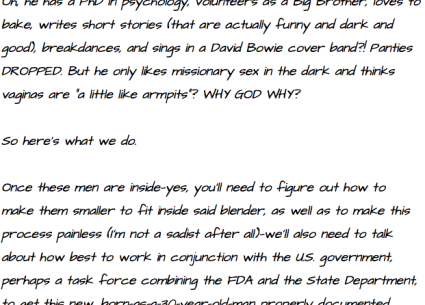 Oh, he has a PhD in psychology, volunteers as a Big Brother, loves to
bake, writes short stories (that are actually funny and dark and
good), breakdances, and sings in a David Bowie cover band?! Panties
DROPPED. But he only likes missionary sex in the dark and thinks
vaginas are "a little like armpits"? WHY GOD WHY?
So here's what we do.
Once these men are inside-yes, you'll need to figure out how to
make them smaller to fit inside said blender, as well as to make this
process painless (I'm not a sadist after all)-we'll also need to talk
about how best to work in conjunction with the U.S. government,
perhaps a task force combining the FDA and the State Department,
to get this new, born-as-a-30-year-old-man properly documented